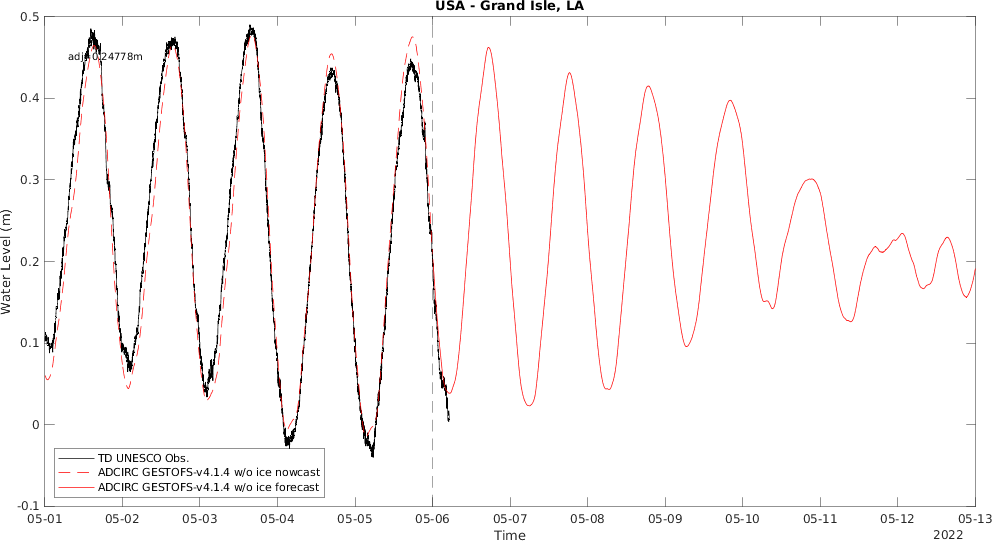 USA - Grand Isle, LA
0.5
0.4
0.3
0.2
0.1
0
-0.1
Water Level (m)
adj: 0.24778m
TD UNESCO Obs.
ADCIRC GESTOFS-v4.1.4 w/o ice nowcast
ADCIRC GESTOFS-v4.1.4 w/o ice forecast
05-01 05-02 05-03 05-04 05-05 05-06 05-07 05-08 05-09 05-10 05-11 05-12 05-13
Time
2022